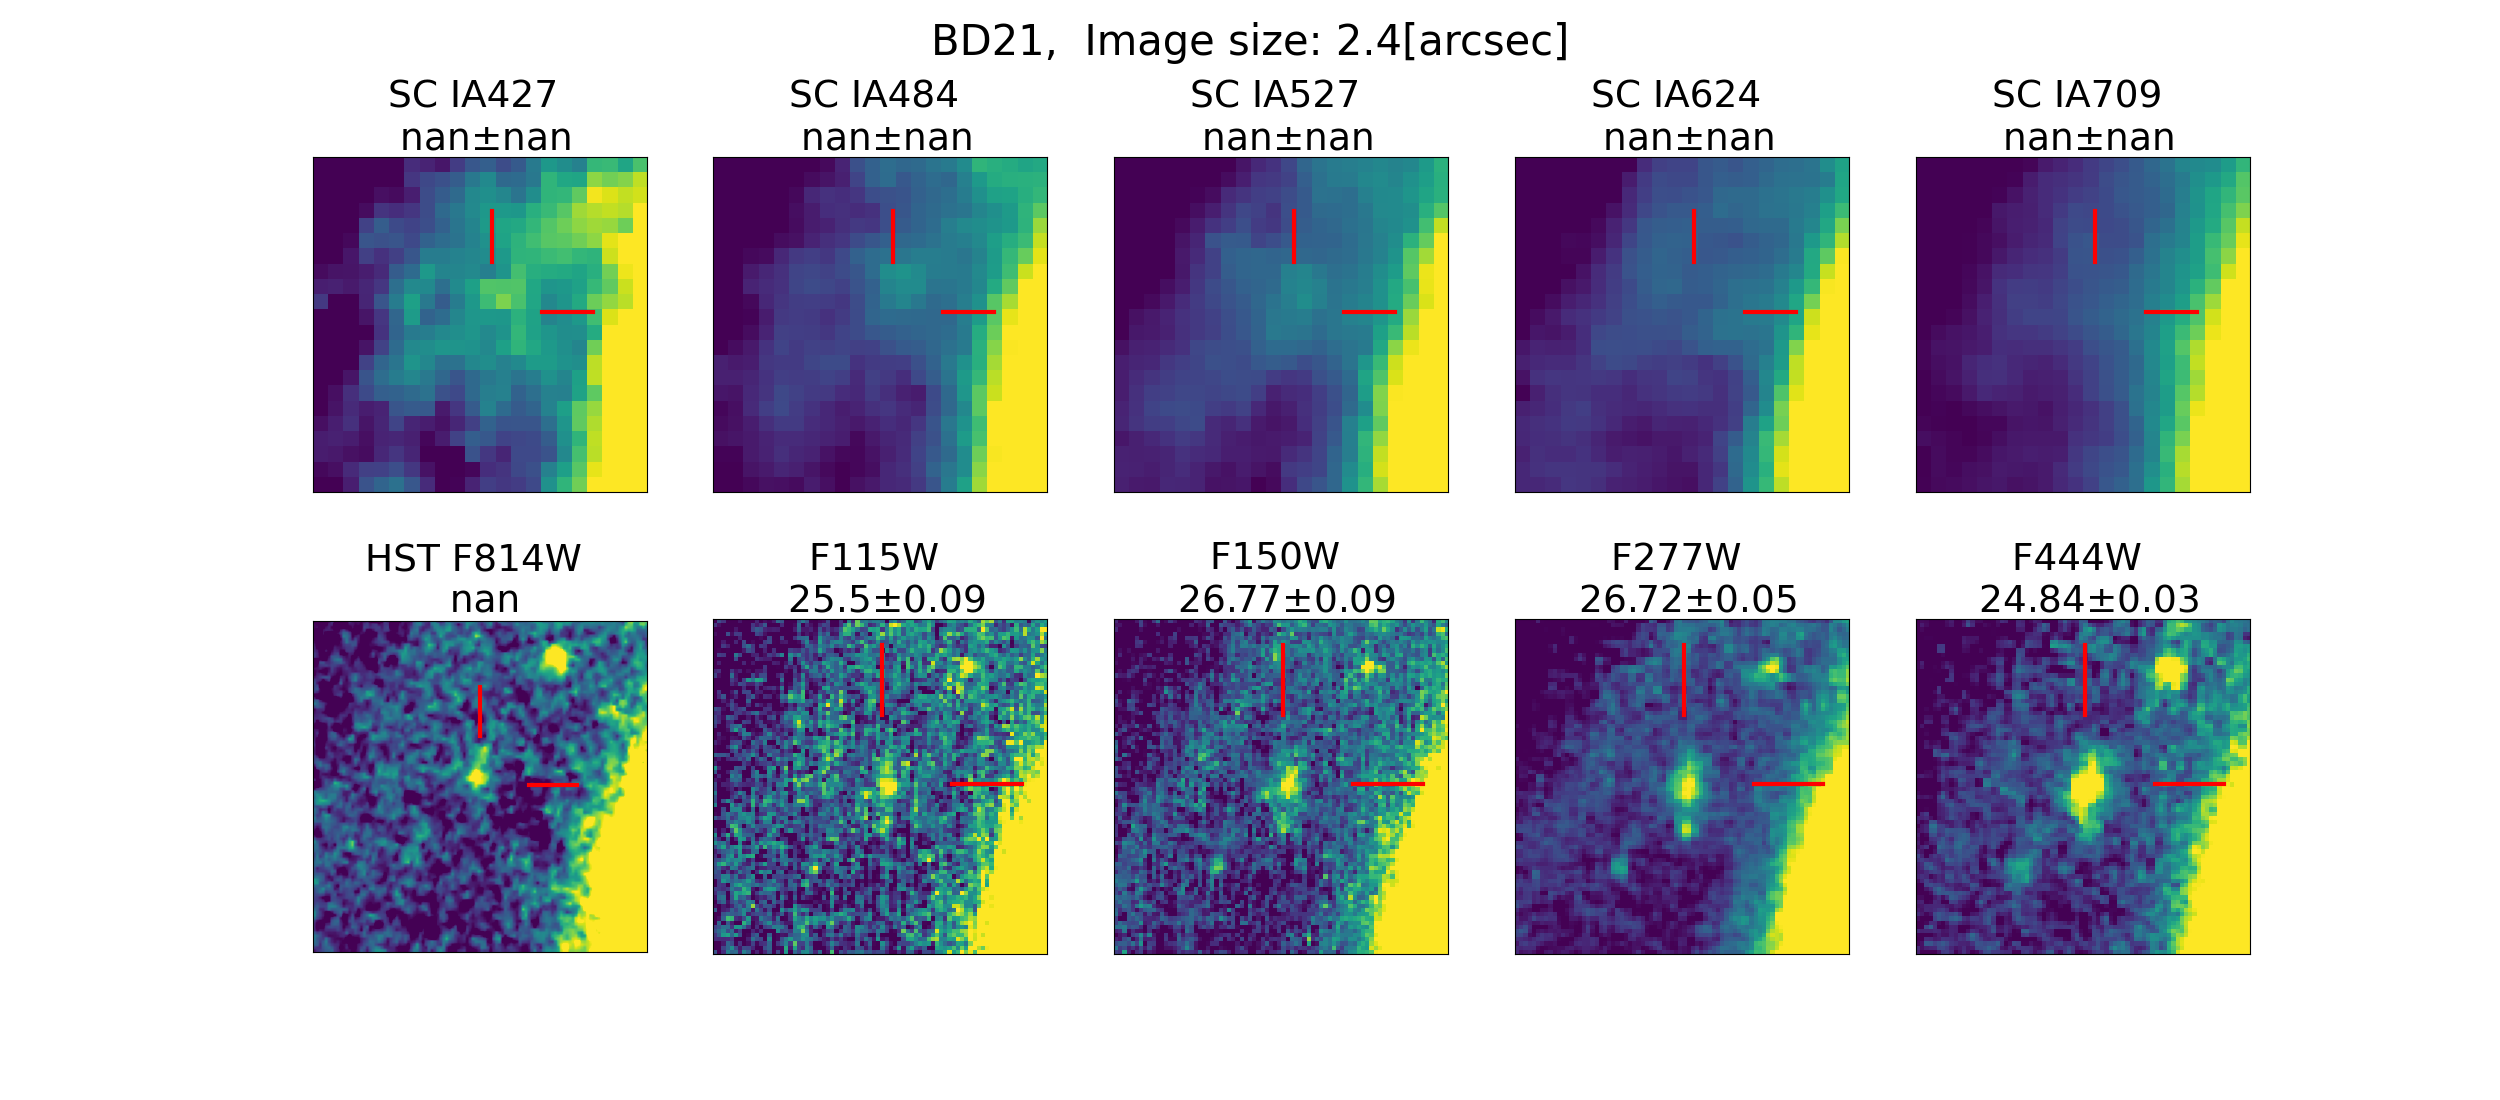 BD21,  Image size: 2.4[arcsec]
SC IA427
nan±nan
SC IA484
nan±nan
SC IA527
nan±nan
SC IA624
nan±nan
SC IA709
nan±nan
HST F814W
nan
F115W
25.5±0.09
F150W
26.77±0.09
F277W
26.72±0.05
F444W
24.84±0.03